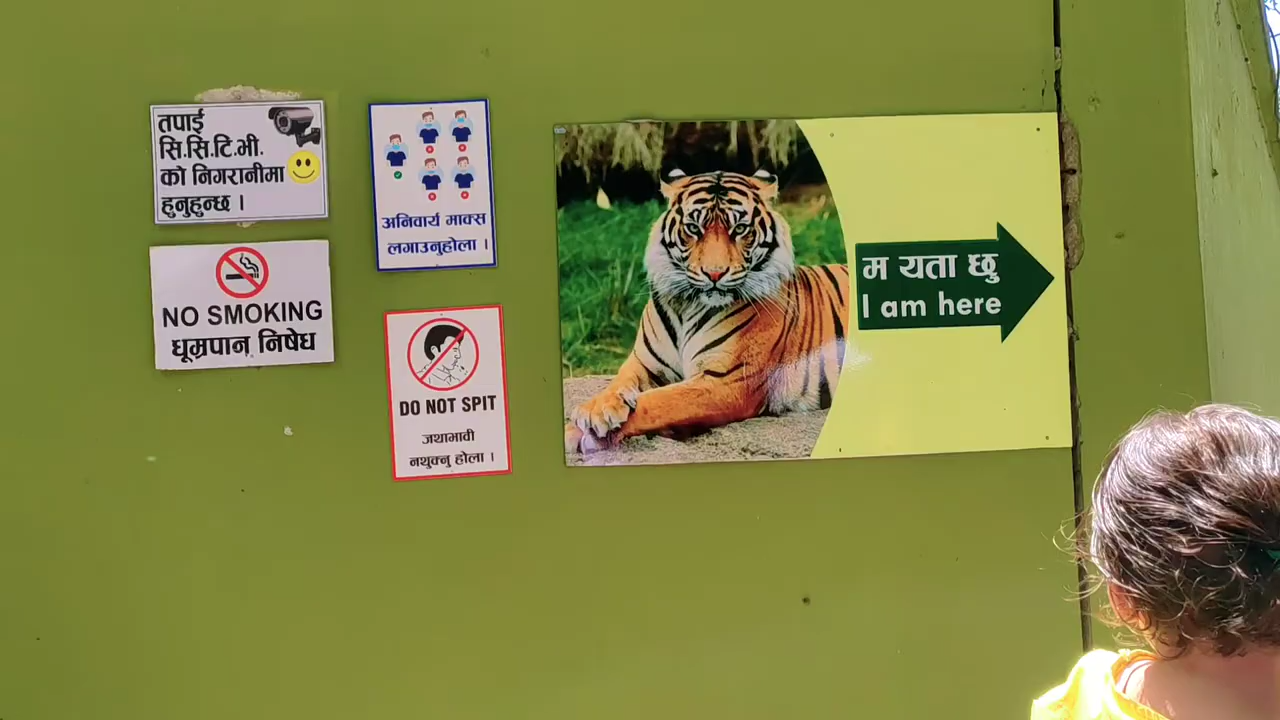 तपाई
सि.सि.टि.भी.
को निगरानीमा
हुनुहुन्छ ।
NO SMOKING
धूम्रपान निषेध
अनिवार्य माक्स
लगाउनुहोला ।
DO NOT SPIT
जथाभावी
नथुक्नु होला ।
म यता छु
I am here